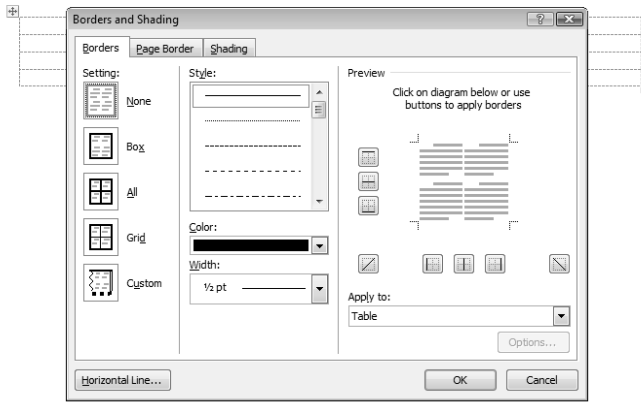 Borders and Shading
Borders Page Border Shading
Setting:
None
Box
All
Grid
Custom
Style:
Color:
Width:
½ pt
Preview
Click on diagram below or use
buttons to apply borders
Apply to:
Table
Options...
Horizontal Line...
OK Cancel